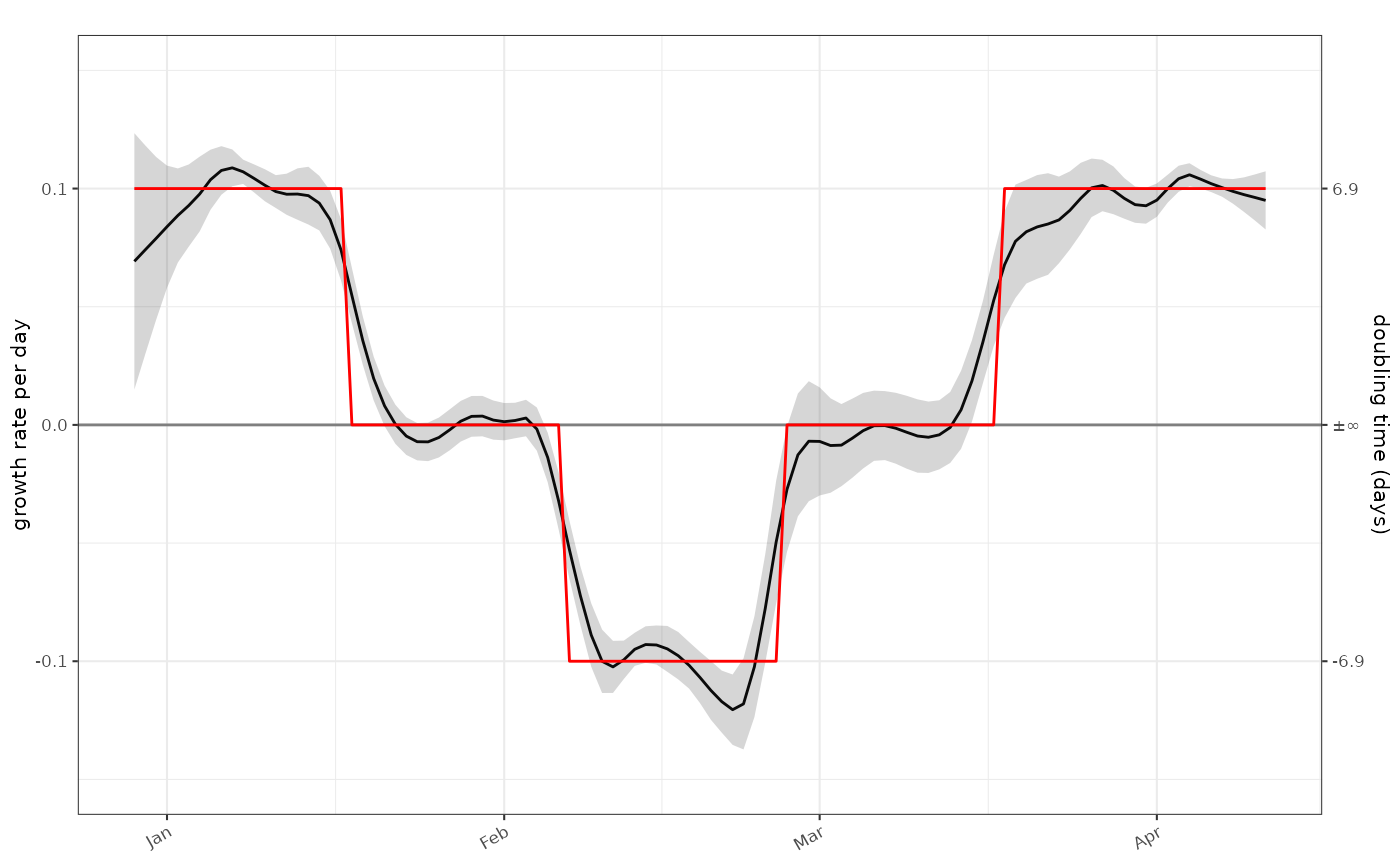 growth rate per day
0.1
0.0
-0.1
Jan
Feb
Mar
Apr
6.9
±∞
-6.9
doubling time (days)